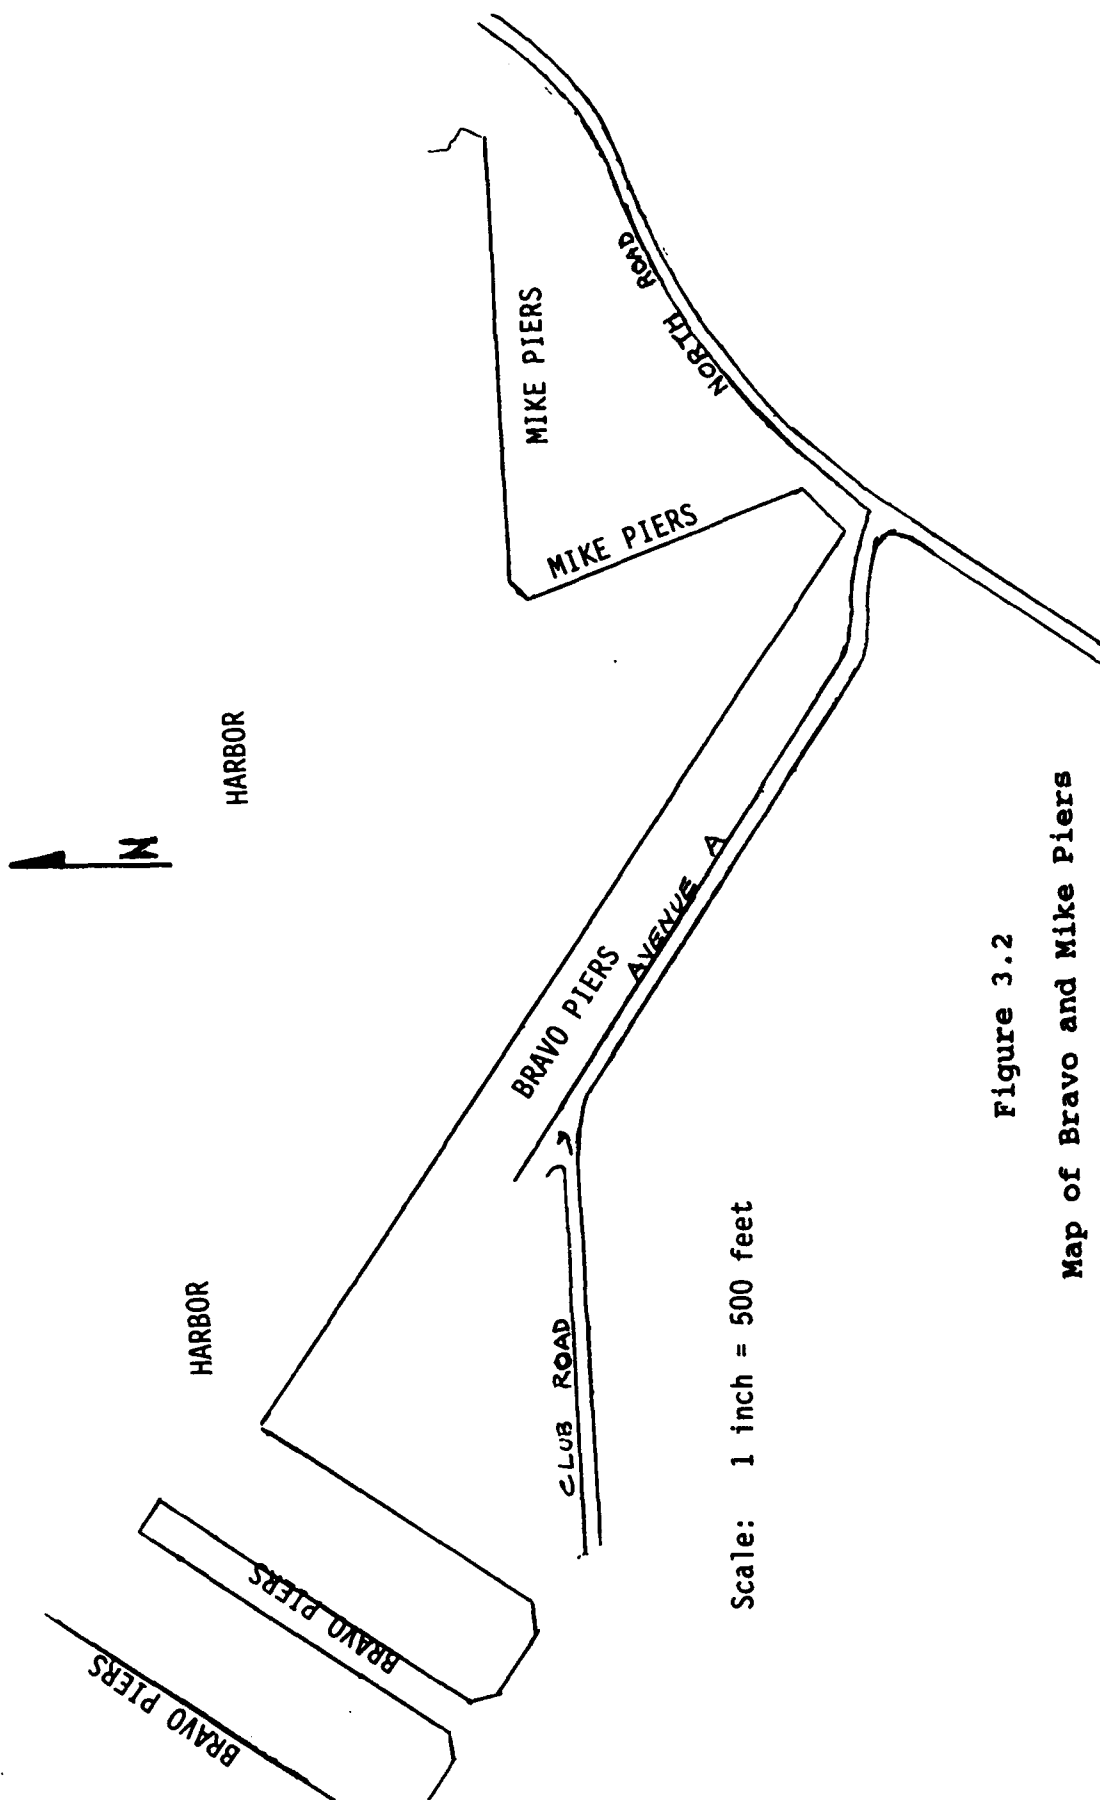 N
HARBOR
HARBOR
MIKE PIERS
MIKE PIERS
NORTH ROAD
BRAVO PIERS
AVENUE A
CLUB ROAD
BRAVO PIERS
BRAVO PIERS
Scale: 1 inch = 500 feet
Figure 3.2
Map of Bravo and Mike Piers